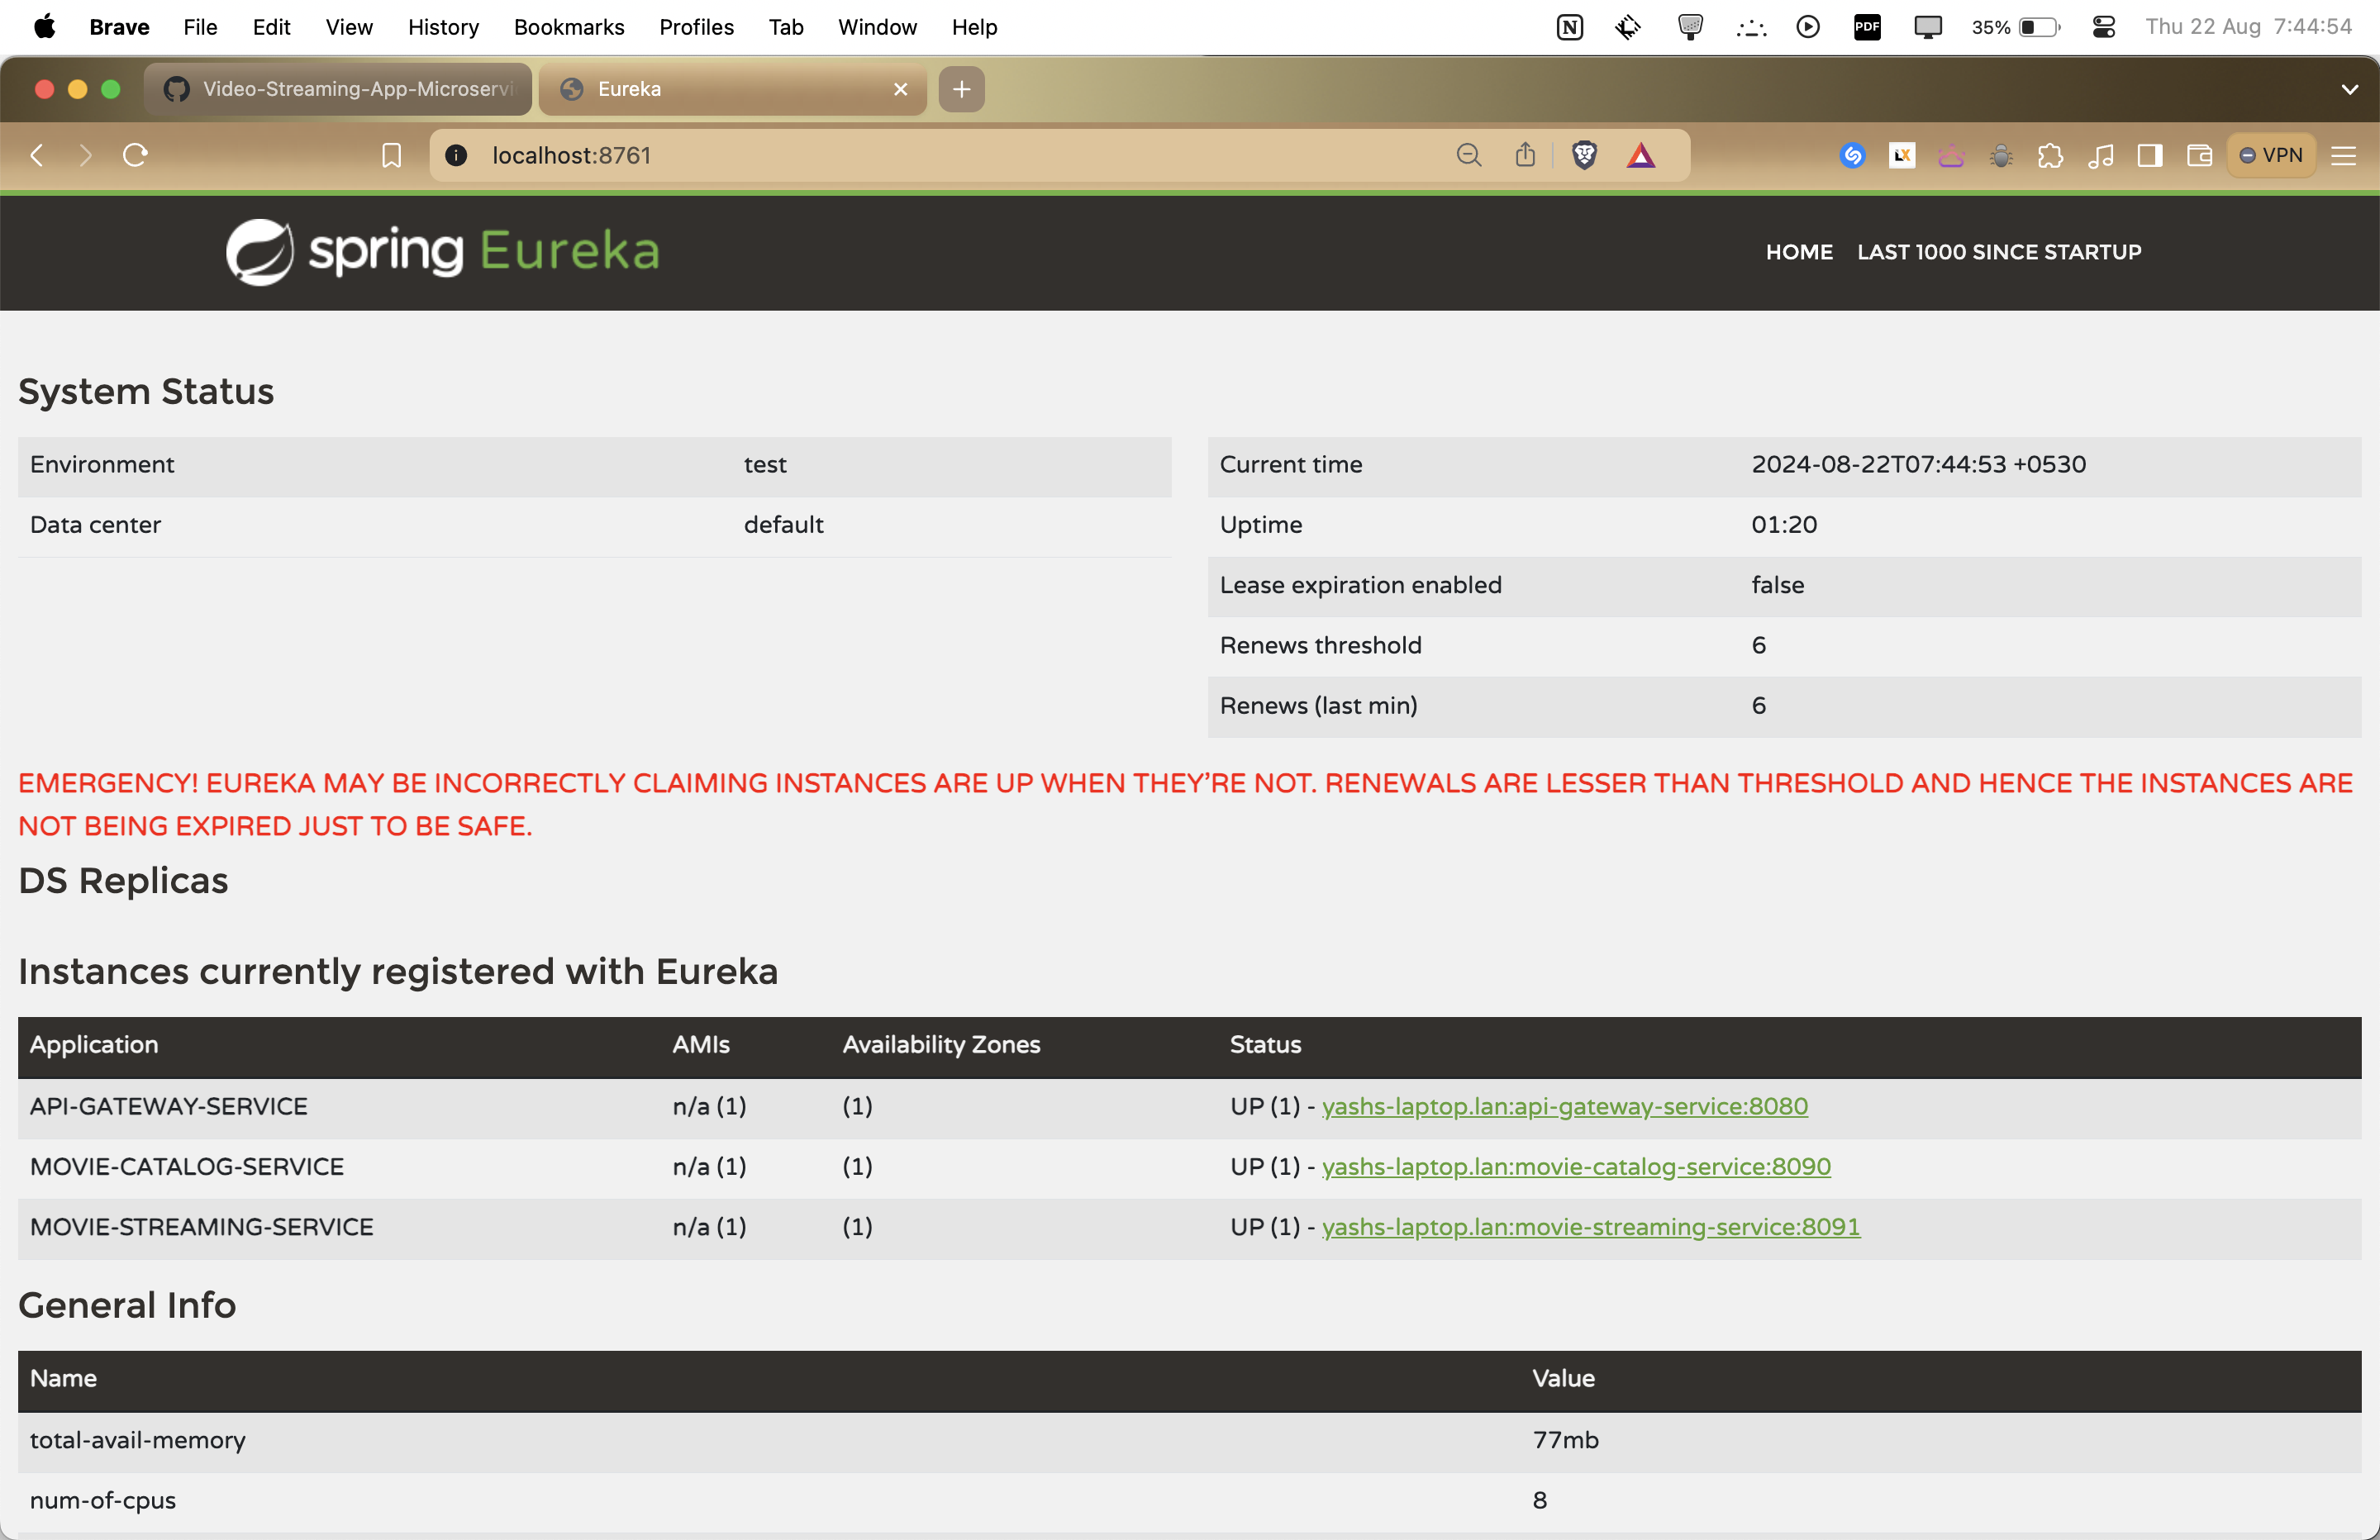 Brave File Edit View History Bookmarks Profiles Tab Window Help PDF 35% Thu 22 Aug 7:44:54
Video-Streaming-App-Microservi Eureka
localhost:8761 VPN
spring Eureka HOME LAST 1000 SINCE STARTUP
System Status
Environment test
Data center default
Current time 2024-08-22T07:44:53 +0530
Uptime 01:20
Lease expiration enabled false
Renews threshold 6
Renews (last min) 6
EMERGENCY! EUREKA MAY BE INCORRECTLY CLAIMING INSTANCES ARE UP WHEN THEY'RE NOT. RENEWALS ARE LESSER THAN THRESHOLD AND HENCE THE INSTANCES ARE
NOT BEING EXPIRED JUST TO BE SAFE.
DS Replicas
Instances currently registered with Eureka
Application AMIs Availability Zones Status
API-GATEWAY-SERVICE n/a (1) (1) UP (1) - yashs-laptop.lan:api-gateway-service:8080
MOVIE-CATALOG-SERVICE n/a (1) (1) UP (1) - yashs-laptop.lan:movie-catalog-service:8090
MOVIE-STREAMING-SERVICE n/a (1) (1) UP (1) - yashs-laptop.lan:movie-streaming-service:8091
General Info
Name Value
total-avail-memory 77mb
num-of-cpus 8